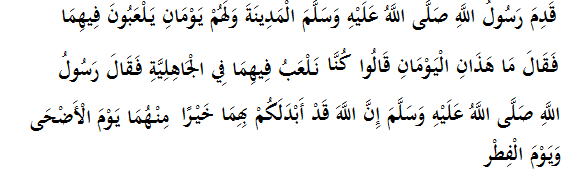 قَدِمَ رَسُولُ اللَّهِ صَلَّى اللَّهُ عَلَيْهِ وَسَلَّمَ الْمَدِينَةَ وَلَهُمْ يَوْمَانِ يَلْعَبُونَ فِيهِمَا
فَقَالَ مَا هَذَانِ الْيَوْمَانِ قَالُوا كُنَّا نَلْعَبُ فِيهِمَا فِي الْجَاهِلِيَّةِ فَقَالَ رَسُولُ
اللَّهِ صَلَّى اللَّهُ عَلَيْهِ وَسَلَّمَ إِنَّ اللَّهَ قَدْ أَبْدَلَكُمْ بِهِمَا خَيْرًا مِنْهُمَا يَوْمَ الْأَضْحَى
وَيَوْمَ الْفِطْرِ